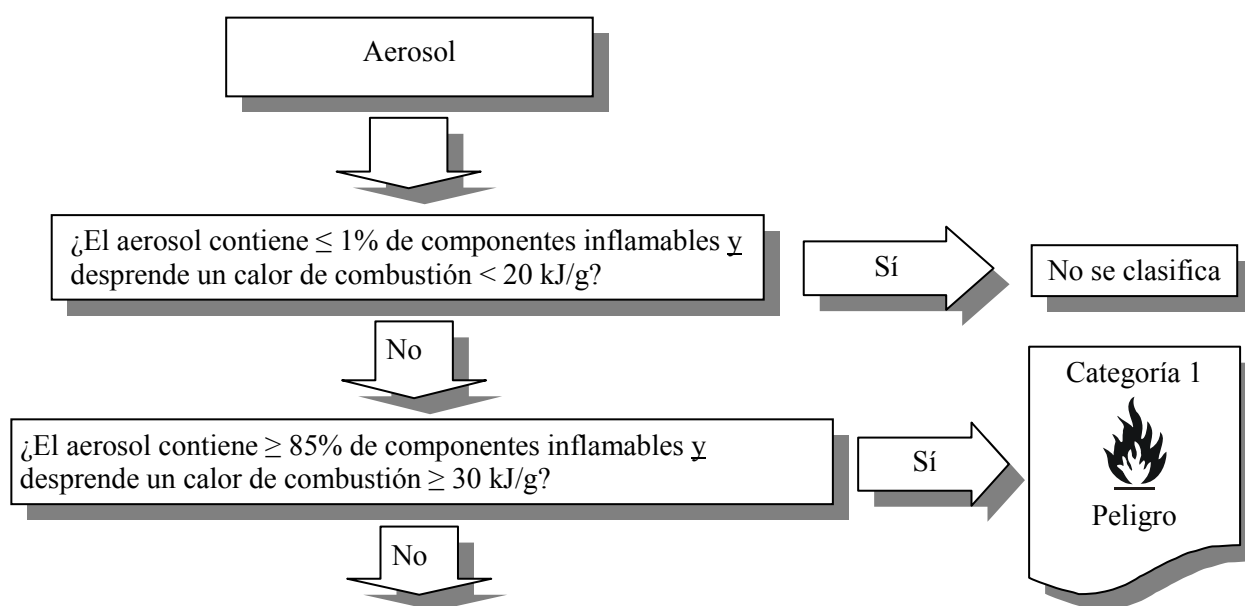 Aerosol
¿El aerosol contiene ≤ 1% de componentes inflamables y
desprende un calor de combustión < 20 kJ/g?
Sí
No se clasifica
No
¿El aerosol contiene ≥ 85% de componentes inflamables y
desprende un calor de combustión ≥ 30 kJ/g?
Sí
Categoría 1
Peligro
No